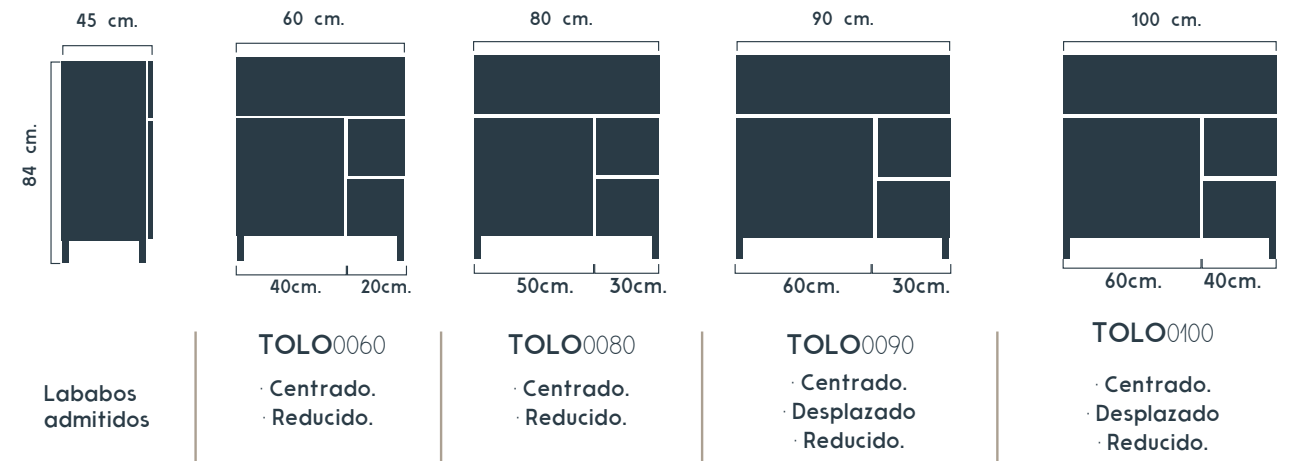 45 cm.
60 cm.
80 cm.
90 cm.
100 cm.
84 cm.
40cm.
20cm.
50cm.
30cm.
60cm.
30cm.
60cm.
40cm.
Lababos
admitidos
TOLO0060
· Centrado.
· Reducido.
TOLO0080
· Centrado.
· Reducido.
TOLO0090
· Centrado.
· Desplazado
· Reducido.
TOLO0100
· Centrado.
· Desplazado
· Reducido.